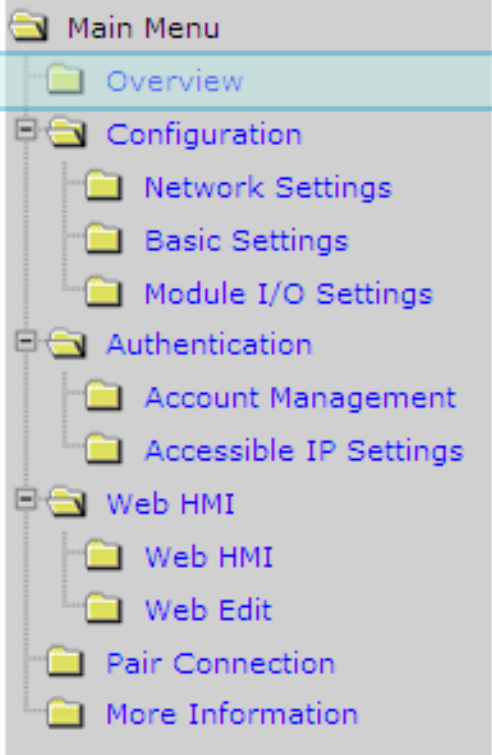 Main Menu
Overview
Configuration
Network Settings
Basic Settings
Module I/O Settings
Authentication
Account Management
Accessible IP Settings
Web HMI
Web HMI
Web Edit
Pair Connection
More Information